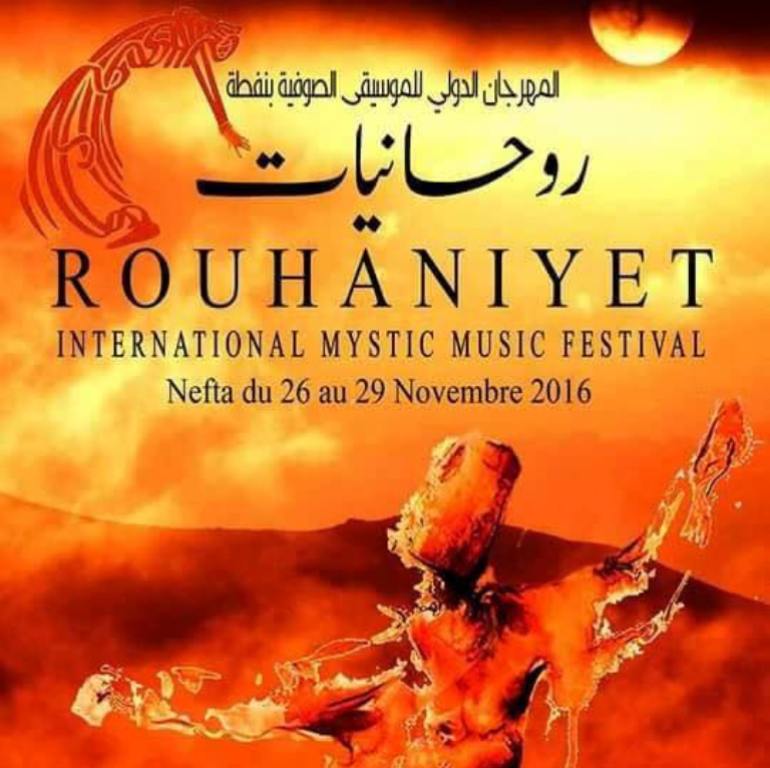 المهرجان الدولي للموسيقى الصوفية بنفطة
روحانيات
ROUHANIYET
INTERNATIONAL MYSTIC MUSIC FESTIVAL
Nefta du 26 au 29 Novembre 2016